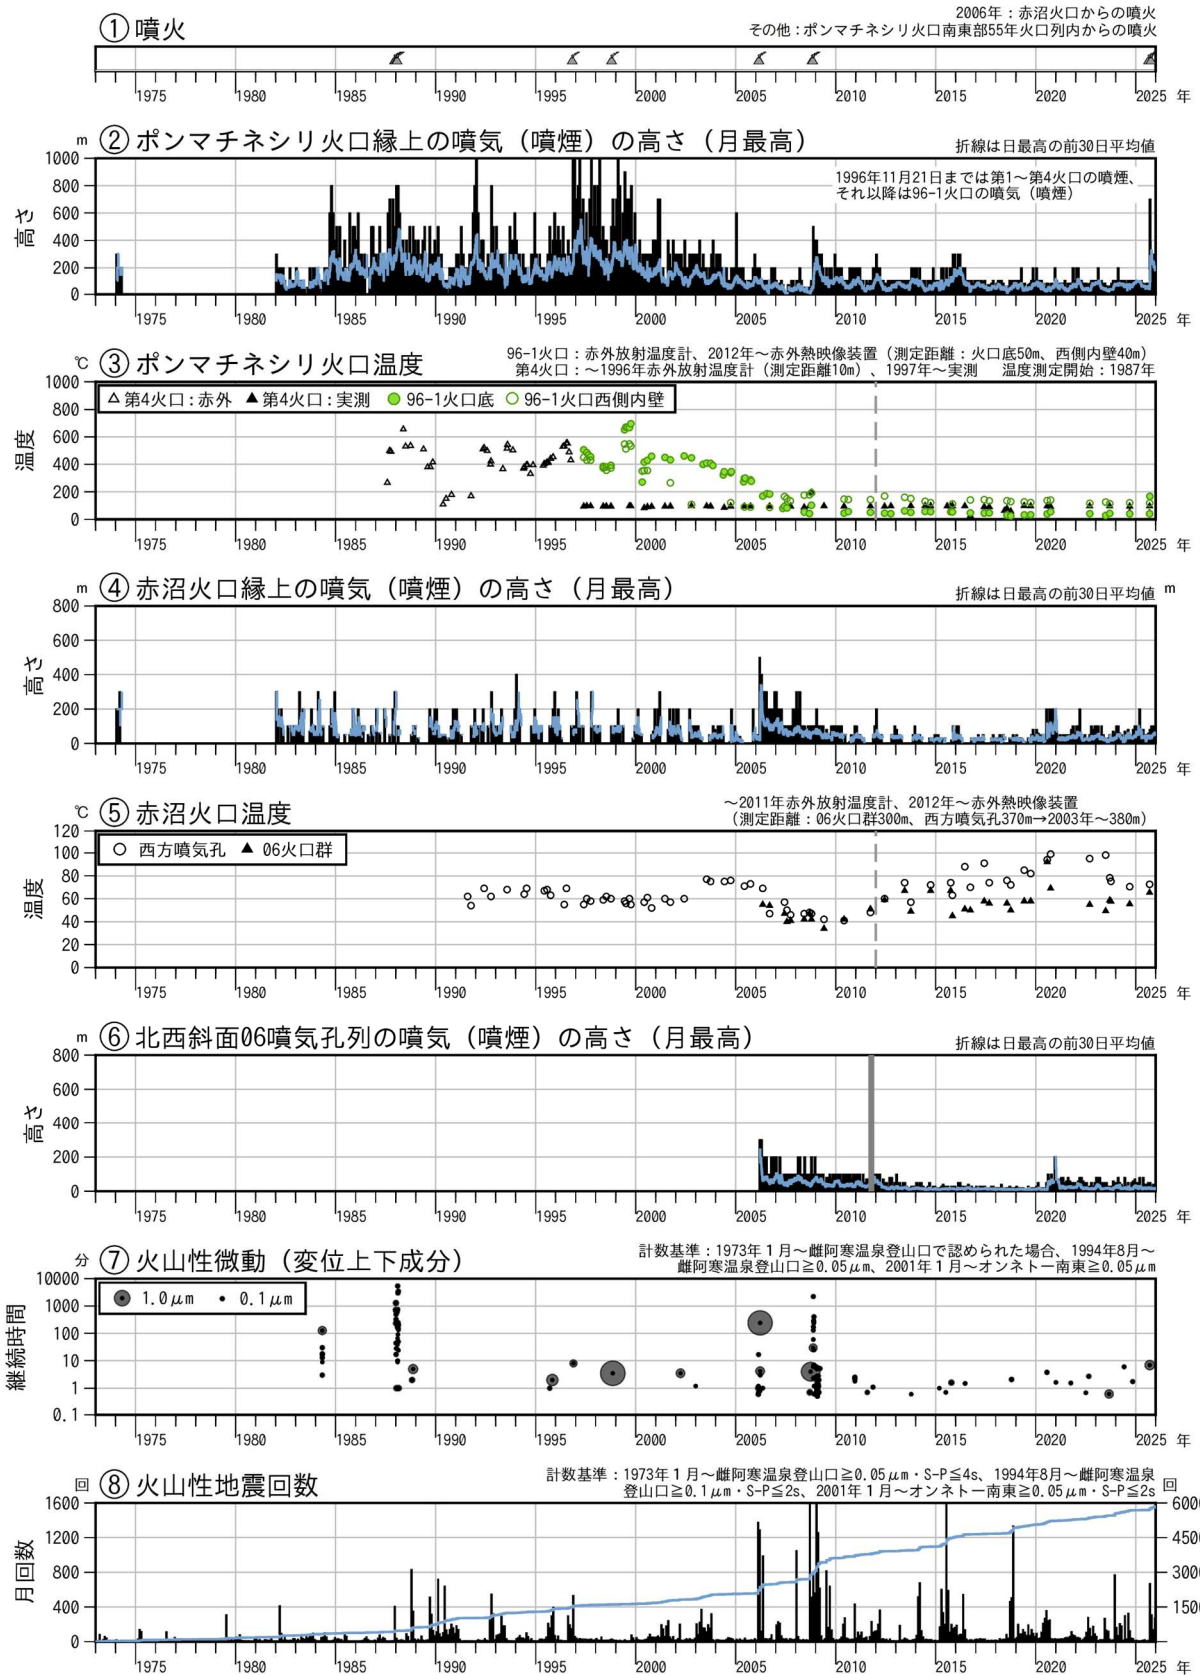 ① 噴火
2006年：赤沼火口からの噴火
その他：ポンマチネシリ火口南東部55年火口列内からの噴火
1975 1980 1985 1990 1995 2000 2005 2010 2015 2020 2025 年
m ② ポンマチネシリ火口縁上の噴気（噴煙）の高さ（月最高）
折線は日最高の前30日平均値
1996年11月21日までは第1～第4火口の噴煙、
それ以降は96-1火口の噴気（噴煙）
高さ
1000
800
600
400
200
0
1975 1980 1985 1990 1995 2000 2005 2010 2015 2020 2025 年
℃ ③ ポンマチネシリ火口温度
96-1火口：赤外放射温度計、2012年～赤外熱映像装置（測定距離：火口底50m、西側内壁40m）
第4火口：～1996年赤外放射温度計（測定距離10m）、1997年～実測 温度測定開始：1987年
△ 第4火口：赤外 ▲ 第4火口：実測 ● 96-1火口底 ○ 96-1火口西側内壁
温度
1000
800
600
400
200
0
1975 1980 1985 1990 1995 2000 2005 2010 2015 2020 2025 年
m ④ 赤沼火口縁上の噴気（噴煙）の高さ（月最高）
折線は日最高の前30日平均値 m
高さ
800
600
400
200
0
1975 1980 1985 1990 1995 2000 2005 2010 2015 2020 2025 年
℃ ⑤ 赤沼火口温度
～2011年赤外放射温度計、2012年～赤外熱映像装置
（測定距離：06火口群300m、西方噴気孔370m→2003年～380m）
○ 西方噴気孔 ▲ 06火口群
温度
120
100
80
60
40
20
0
1975 1980 1985 1990 1995 2000 2005 2010 2015 2020 2025 年
m ⑥ 北西斜面06噴気孔列の噴気（噴煙）の高さ（月最高）
折線は日最高の前30日平均値
高さ
800
600
400
200
0
1975 1980 1985 1990 1995 2000 2005 2010 2015 2020 2025 年
分 ⑦ 火山性微動（変位上下成分）
計数基準：1973年1月～雌阿寒温泉登山口で認められた場合、1994年8月～
雌阿寒温泉登山口≧0.05μm、2001年1月～オンネトー南東≧0.05μm
1.0μm 0.1μm
継続時間
10000
1000
100
10
1
0.1
1975 1980 1985 1990 1995 2000 2005 2010 2015 2020 2025 年
回 ⑧ 火山性地震回数
計数基準：1973年1月～雌阿寒温泉登山口≧0.05μm・S-P≦4s、1994年8月～雌阿寒温泉
登山口≧0.1μm・S-P≦2s、2001年1月～オンネトー南東≧0.05μm・S-P≦2s
回
月回数
1600
1200
800
400
0
6000
4500
3000
1500
0
1975 1980 1985 1990 1995 2000 2005 2010 2015 2020 2025 年